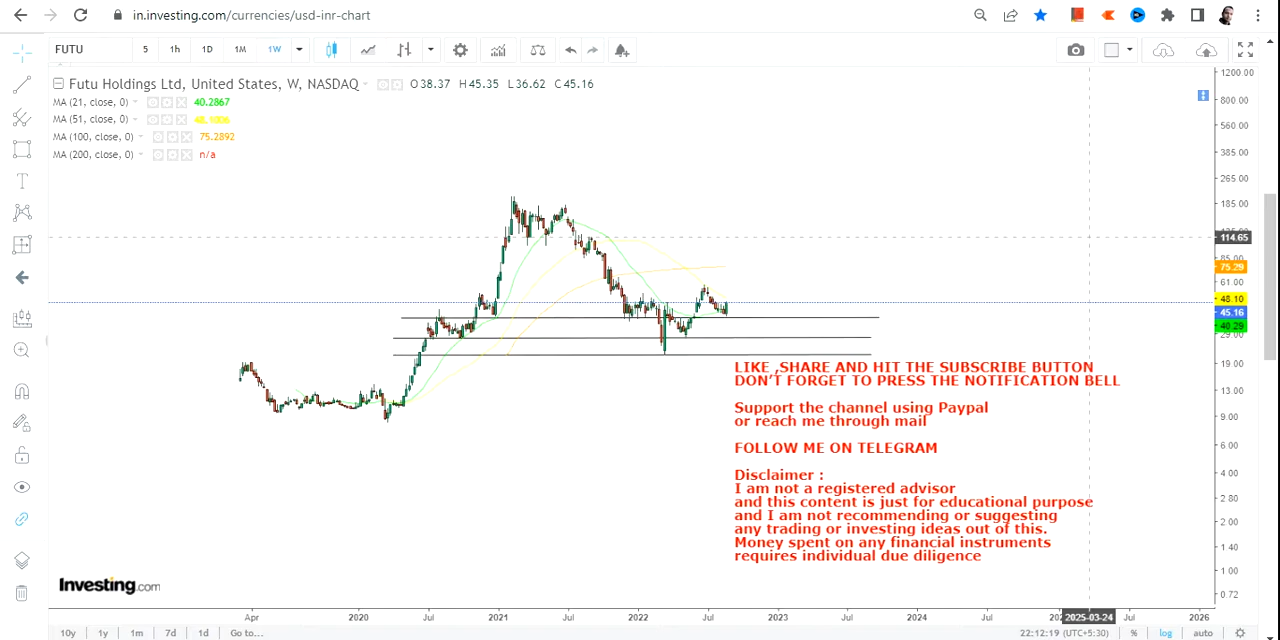 in.investing.com/currencies/usd-inr-chart
FUTU 5 1h 1D 1M 1W
Futu Holdings Ltd, United States, W, NASDAQ O38.37 H45.35 L36.62 C45.16
MA (21, close, 0) 40.2867
MA (51, close, 0)
MA (100, close, 0) 75.2892
MA (200, close, 0) n/a
1200.00
800.00
560.00
385.00
265.00
185.00
114.65
85.00
75.29
61.00
48.10
45.16
40.29
29.00
19.00
13.00
9.00
6.00
4.00
2.80
2.00
1.40
1.00
0.72
LIKE ,SHARE AND HIT THE SUBSCRIBE BUTTON
DON'T FORGET TO PRESS THE NOTIFICATION BELL
Support the channel using Paypal
or reach me through mail
FOLLOW ME ON TELEGRAM
Disclaimer :
I am not a registered advisor
and this content is just for educational purpose
and I am not recommending or suggesting
any trading or investing ideas out of this.
Money spent on any financial instruments
requires individual due diligence
Investing.com
Apr 2020 Jul 2021 Jul 2022 Jul 2023 Jul 2024 Jul 2025-03-24 Jul 2026
10y 1y 1m 7d 1d Go to... 22:12:19 (UTC+5:30) % log auto